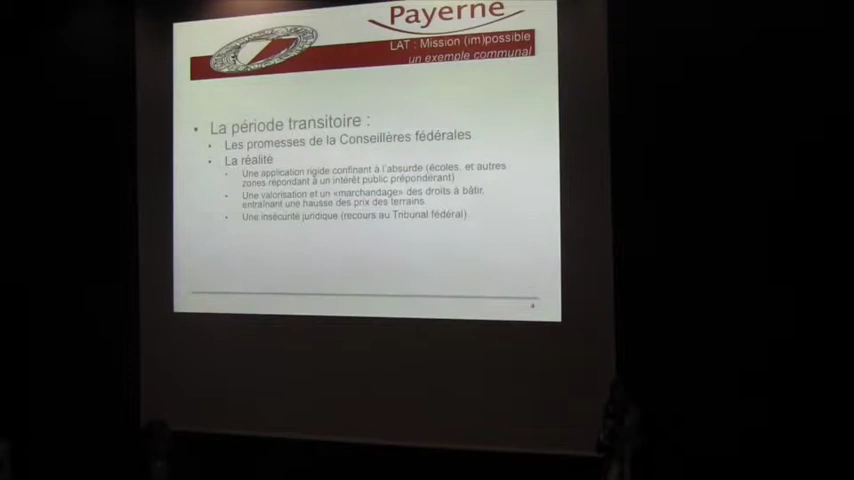 Payerne
LAT : Mission (im)possible
un exemple communal
La période transitoire :
Les promesses de la Conseillères fédérales
La réalité
Une application rigide confinant à l'absurde (écoles, et autres
zones répondant à un intérêt public prépondérant)
Une valorisation et un «marchandage» des droits à bâtir,
entraînant une hausse des prix des terrains
Une insécurité juridique (recours au Tribunal fédéral)